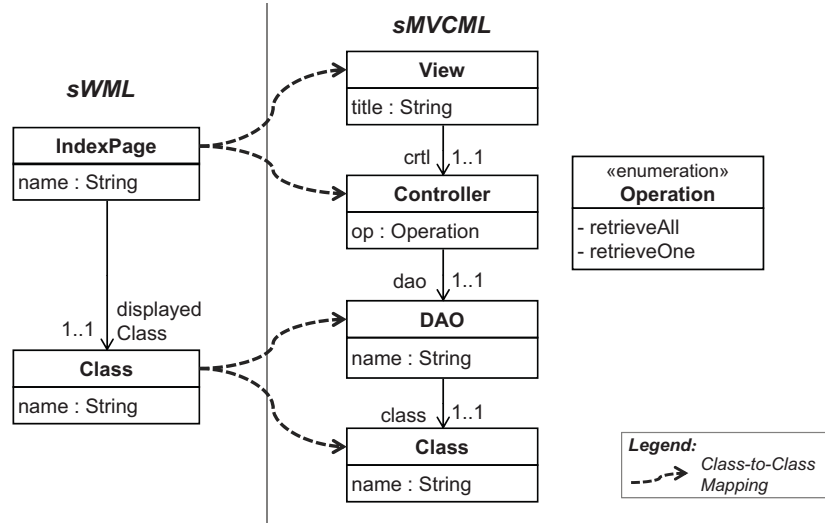 sWML
IndexPage
name : String
1..1
displayed
Class
Class
name : String
sMVCML
View
title : String
crtl
1..1
Controller
op : Operation
dao
1..1
DAO
name : String
class
1..1
Class
name : String
«enumeration»
Operation
- retrieveAll
- retrieveOne
Legend:
Class-to-Class
Mapping